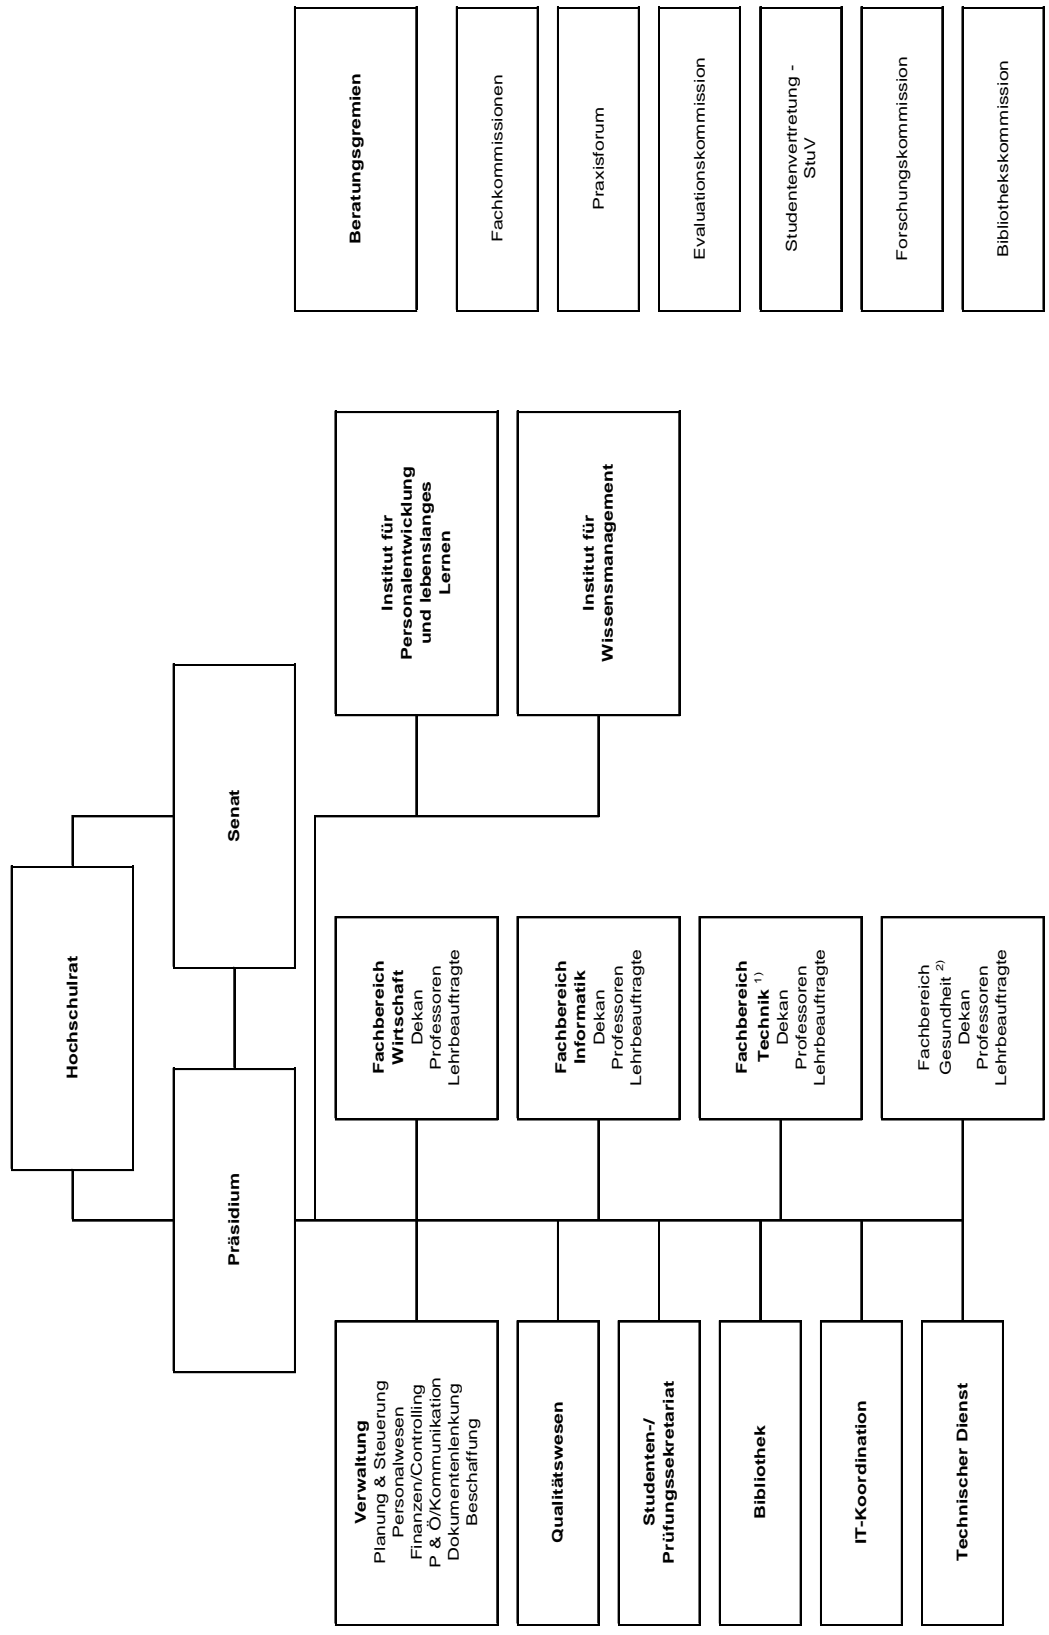 Hochschulrat
Präsidium
Senat
Verwaltung
Planung & Steuerung
Personalwesen
Finanzen/Controlling
P & Ö/Kommunikation
Dokumentenlenkung
Beschaffung
Qualitätswesen
Studenten-/
Prüfungssekretariat
Bibliothek
IT-Koordination
Technischer Dienst
Fachbereich
Wirtschaft
Dekan
Professoren
Lehrbeauftragte
Fachbereich
Informatik
Dekan
Professoren
Lehrbeauftragte
Fachbereich
Technik 1)
Dekan
Professoren
Lehrbeauftragte
Fachbereich
Gesundheit 2)
Dekan
Professoren
Lehrbeauftragte
Institut für
Personalentwicklung
und lebenslanges
Lernen
Institut für
Wissensmanagement
Beratungsgremien
Fachkommissionen
Praxisforum
Evaluationskommission
Studentenvertretung -
StuV
Forschungskommission
Bibliothekskommission